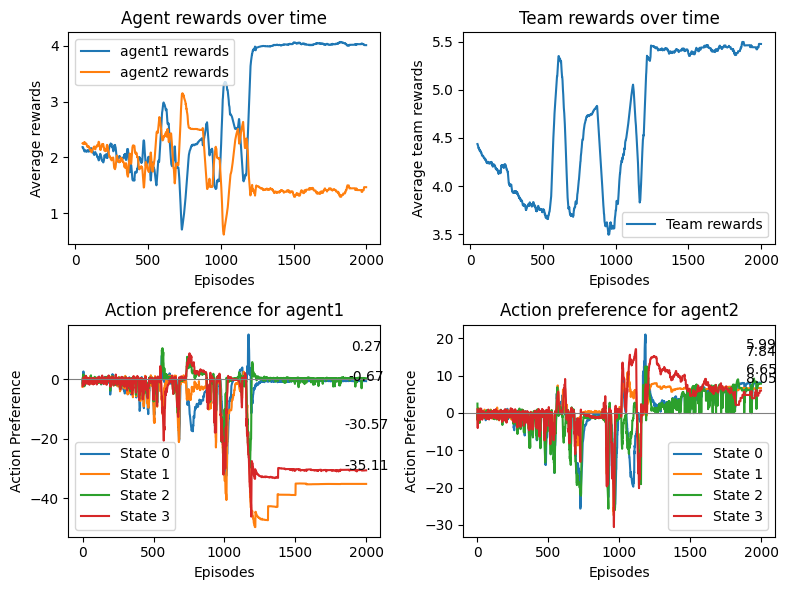 Agent rewards over time
4
3
2
1
Average rewards
agent1 rewards
agent2 rewards
0
500
1000
1500
2000
Episodes
Team rewards over time
5.5
5.0
4.5
4.0
3.5
Average team rewards
Team rewards
0
500
1000
1500
2000
Episodes
Action preference for agent1
0
−20
−40
Action Preference
0.27
-0.67
-30.57
-35.11
State 0
State 1
State 2
State 3
0
500
1000
1500
2000
Episodes
Action preference for agent2
20
10
0
−10
−20
−30
Action Preference
5.99
7.84
6.65
8.05
State 0
State 1
State 2
State 3
0
500
1000
1500
2000
Episodes